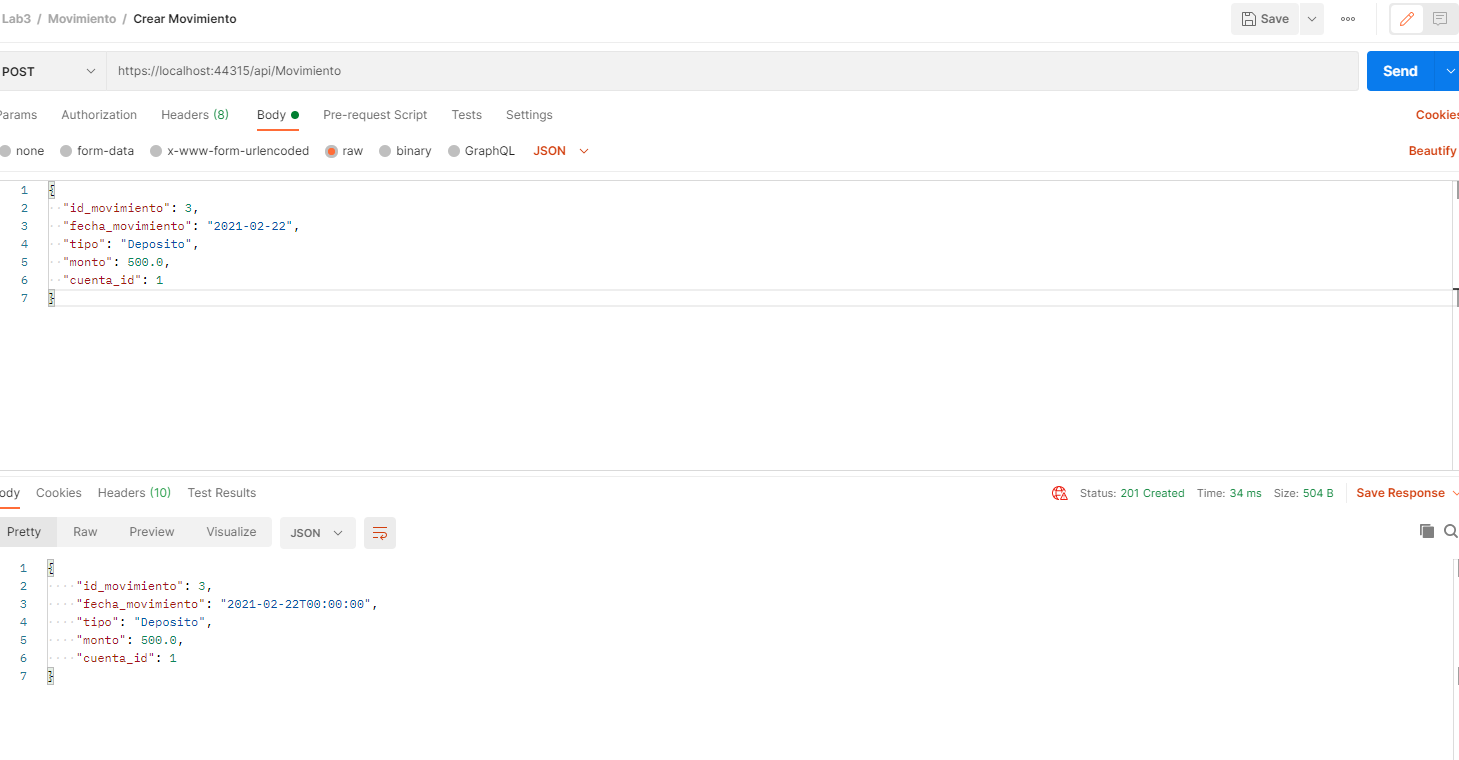 Lab3 / Movimiento / Crear Movimiento Save
POST https://localhost:44315/api/Movimiento Send
Params Authorization Headers (8) Body Pre-request Script Tests Settings Cookies
none form-data x-www-form-urlencoded raw binary GraphQL JSON Beautify
1 {
2 "id_movimiento": 3,
3 "fecha_movimiento": "2021-02-22",
4 "tipo": "Deposito",
5 "monto": 500.0,
6 "cuenta_id": 1
7 }
Body Cookies Headers (10) Test Results Status: 201 Created Time: 34 ms Size: 504 B Save Response
Pretty Raw Preview Visualize JSON
1 {
2 "id_movimiento": 3,
3 "fecha_movimiento": "2021-02-22T00:00:00",
4 "tipo": "Deposito",
5 "monto": 500.0,
6 "cuenta_id": 1
7 }